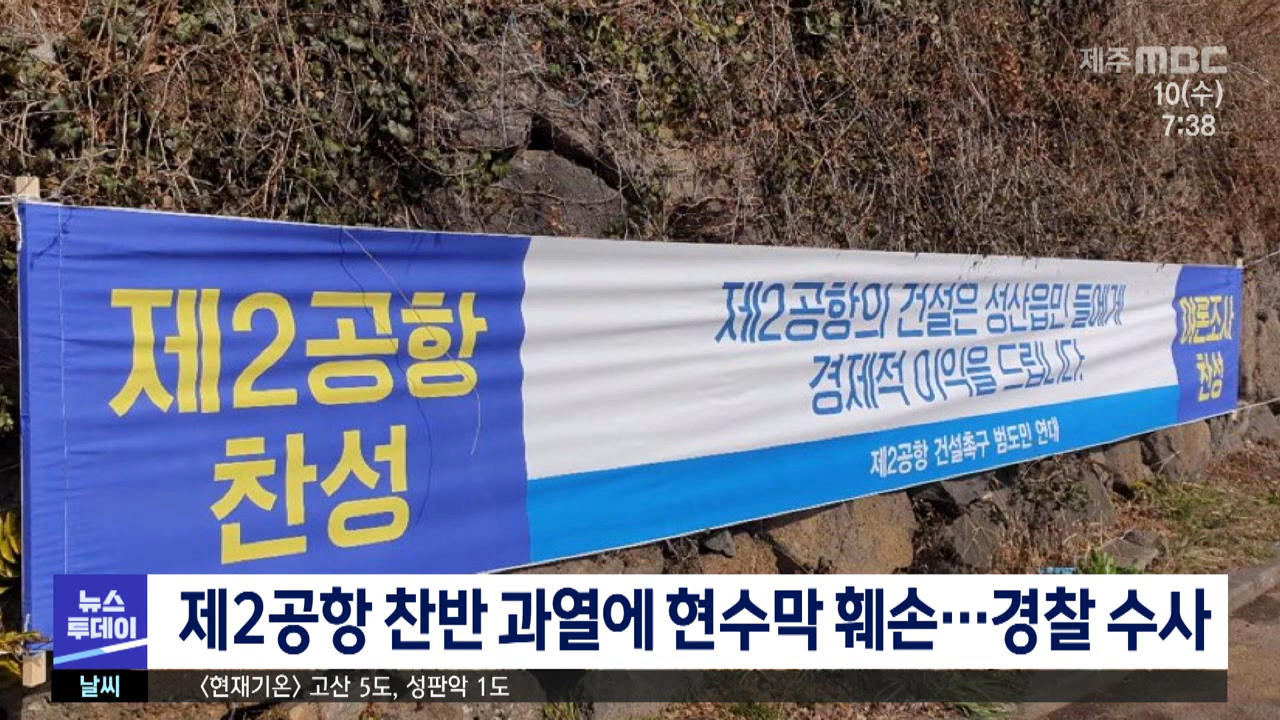 제주MBC
10(수)
7:38
제2공항
찬성
제2공항의 건설은 성산읍민 들에게
경제적 이익을 드립니다.
제2공항 건설촉구 범도민 연대
여론조사
찬성
뉴스
투데이
제2공항 찬반 과열에 현수막 훼손…경찰 수사
날씨
〈현재기온〉 고산 5도, 성판악 1도